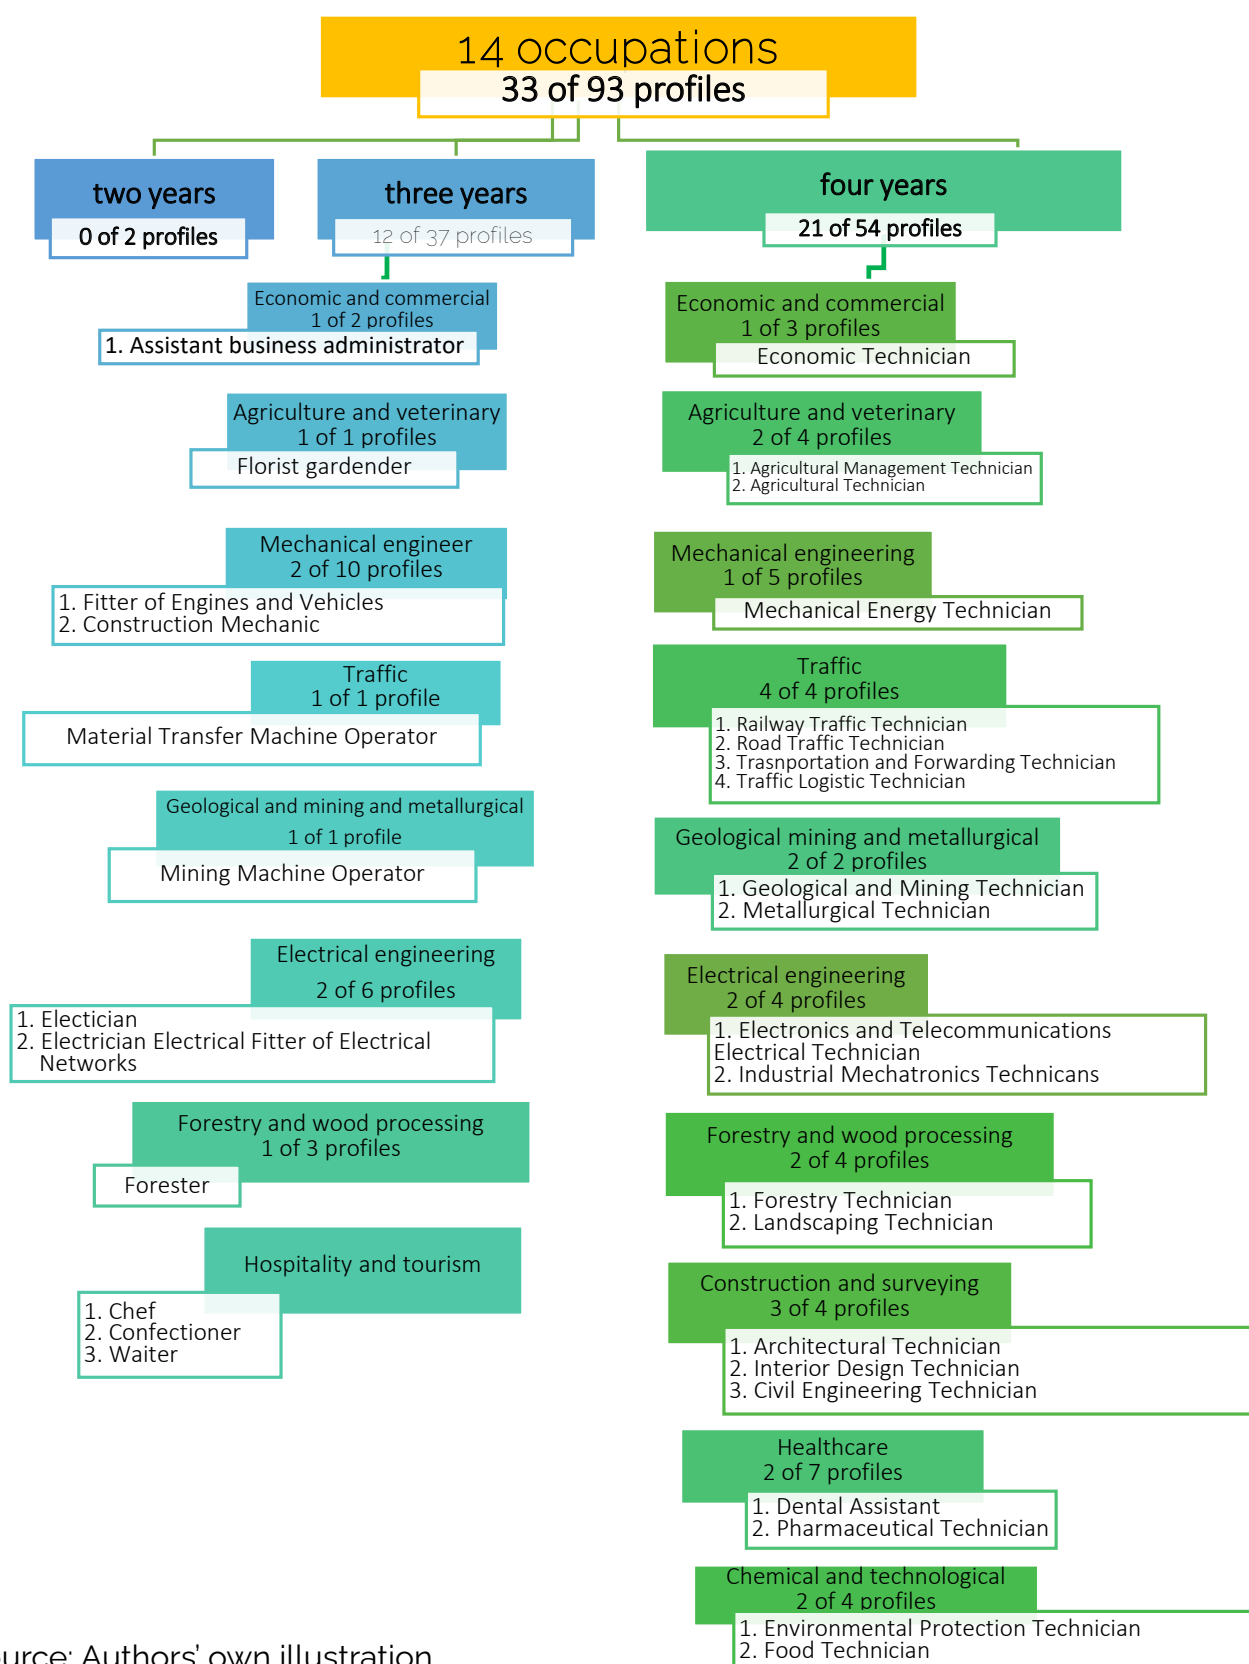 14 occupations
33 of 93 profiles
two years
0 of 2 profiles
three years
12 of 37 profiles
four years
21 of 54 profiles
Economic and commercial
1 of 2 profiles
1. Assistant business administrator
Agriculture and veterinary
1 of 1 profiles
Florist gardender
Mechanical engineer
2 of 10 profiles
1. Fitter of Engines and Vehicles
2. Construction Mechanic
Traffic
1 of 1 profile
Material Transfer Machine Operator
Geological and mining and metallurgical
1 of 1 profile
Mining Machine Operator
Electrical engineering
2 of 6 profiles
1. Electician
2. Electrician Electrical Fitter of Electrical
Networks
Forestry and wood processing
1 of 3 profiles
Forester
Hospitality and tourism
1. Chef
2. Confectioner
3. Waiter
Economic and commercial
1 of 3 profiles
Economic Technician
Agriculture and veterinary
2 of 4 profiles
1. Agricultural Management Technician
2. Agricultural Technician
Mechanical engineering
1 of 5 profiles
Mechanical Energy Technician
Traffic
4 of 4 profiles
1. Railway Traffic Technician
2. Road Traffic Technician
3. Trasnportation and Forwarding Technician
4. Traffic Logistic Technician
Geological mining and metallurgical
2 of 2 profiles
1. Geological and Mining Technician
2. Metallurgical Technician
Electrical engineering
2 of 4 profiles
1. Electronics and Telecommunications
Electrical Technician
2. Industrial Mechatronics Technicans
Forestry and wood processing
2 of 4 profiles
1. Forestry Technician
2. Landscaping Technician
Construction and surveying
3 of 4 profiles
1. Architectural Technician
2. Interior Design Technician
3. Civil Engineering Technician
Healthcare
2 of 7 profiles
1. Dental Assistant
2. Pharmaceutical Technician
Chemical and technological
2 of 4 profiles
1. Environmental Protection Technician
2. Food Technician
urce: Authors' own illustration